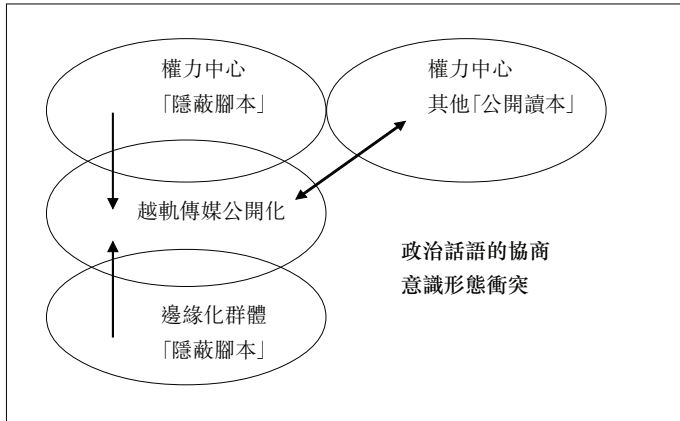 權力中心
「隱蔽腳本」
權力中心
其他「公開讀本」
越軌傳媒公開化
政治話語的協商
意識形態衝突
邊緣化群體
「隱蔽腳本」